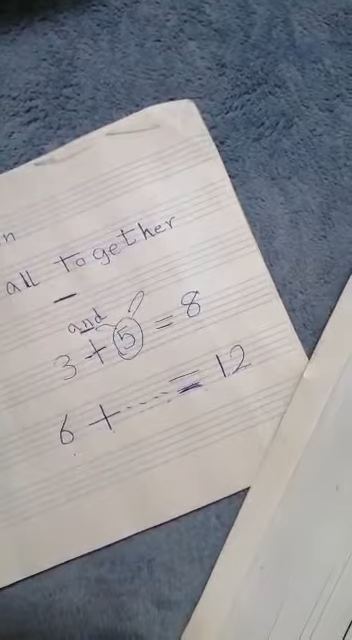 n
all together
and ?
3 + 5 = 8
6 + ...... = 12